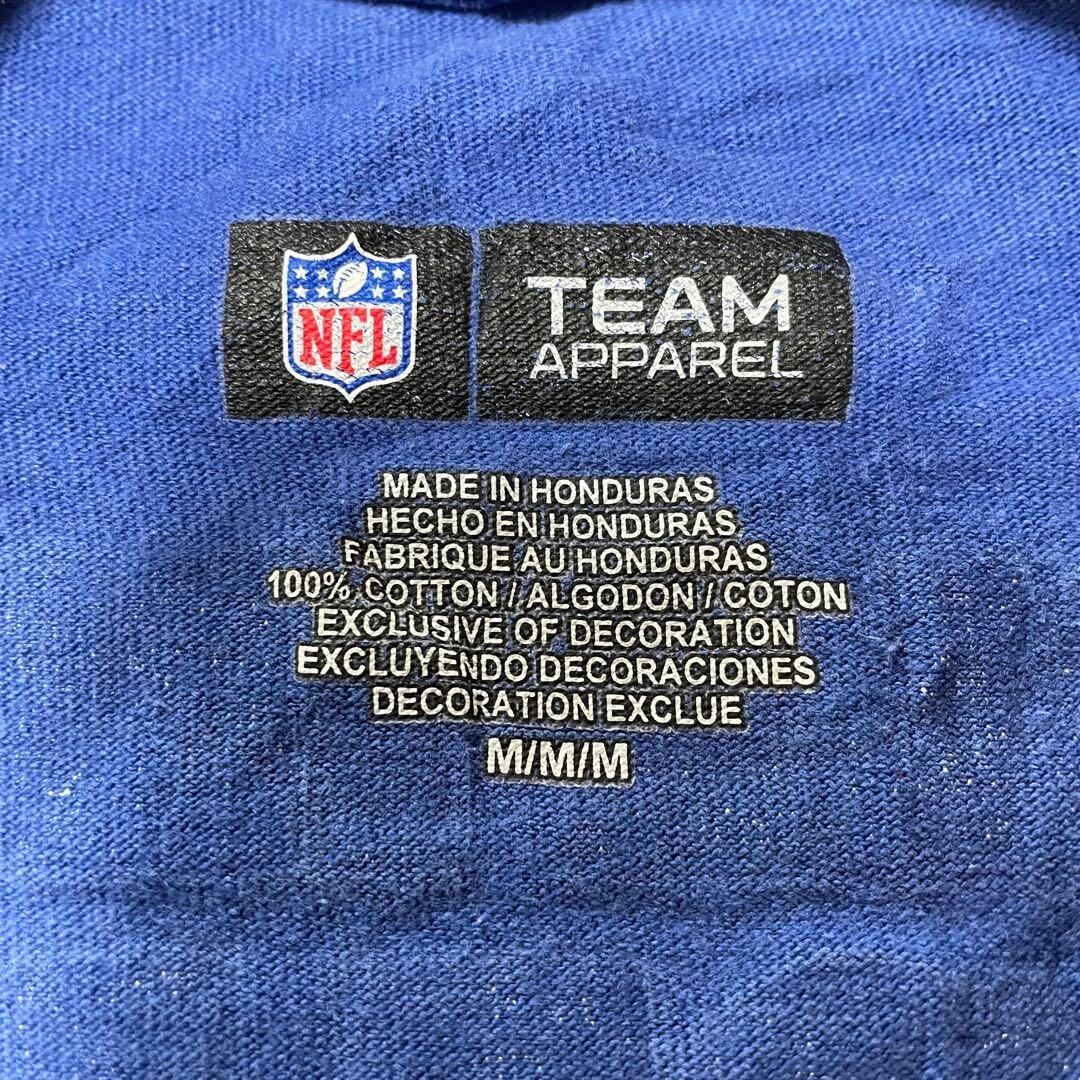 NFL
TEAM
APPAREL
MADE IN HONDURAS
HECHO EN HONDURAS
FABRIQUE AU HONDURAS
100% COTTON / ALGODON / COTON
EXCLUSIVE OF DECORATION
EXCLUYENDO DECORACIONES
DECORATION EXCLUE
M/M/M